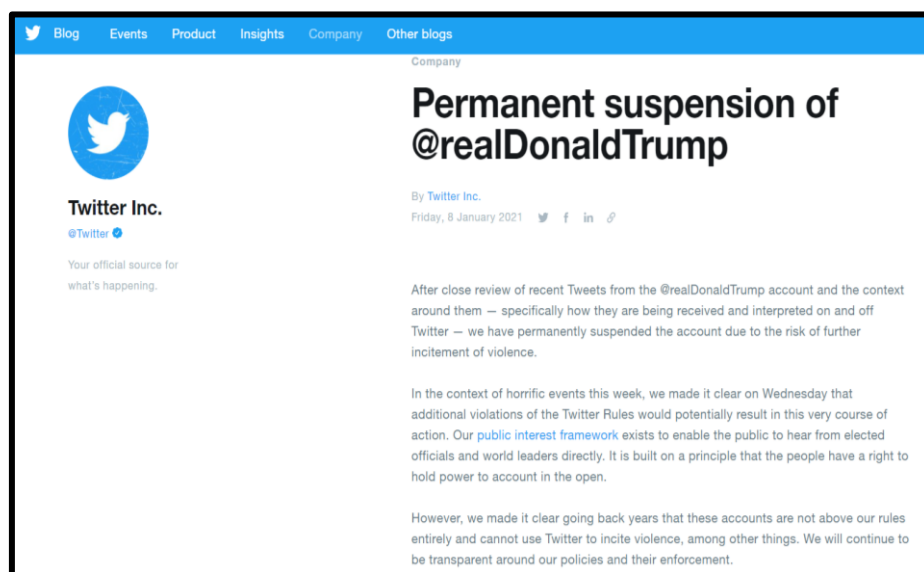 Blog Events Product Insights Company Other blogs
Company
Permanent suspension of
@realDonaldTrump
By Twitter Inc.
Friday, 8 January 2021
Twitter Inc.
@Twitter
Your official source for
what's happening.
After close review of recent Tweets from the @realDonaldTrump account and the context
around them — specifically how they are being received and interpreted on and off
Twitter — we have permanently suspended the account due to the risk of further
incitement of violence.
In the context of horrific events this week, we made it clear on Wednesday that
additional violations of the Twitter Rules would potentially result in this very course of
action. Our public interest framework exists to enable the public to hear from elected
officials and world leaders directly. It is built on a principle that the people have a right to
hold power to account in the open.
However, we made it clear going back years that these accounts are not above our rules
entirely and cannot use Twitter to incite violence, among other things. We will continue to
be transparent around our policies and their enforcement.